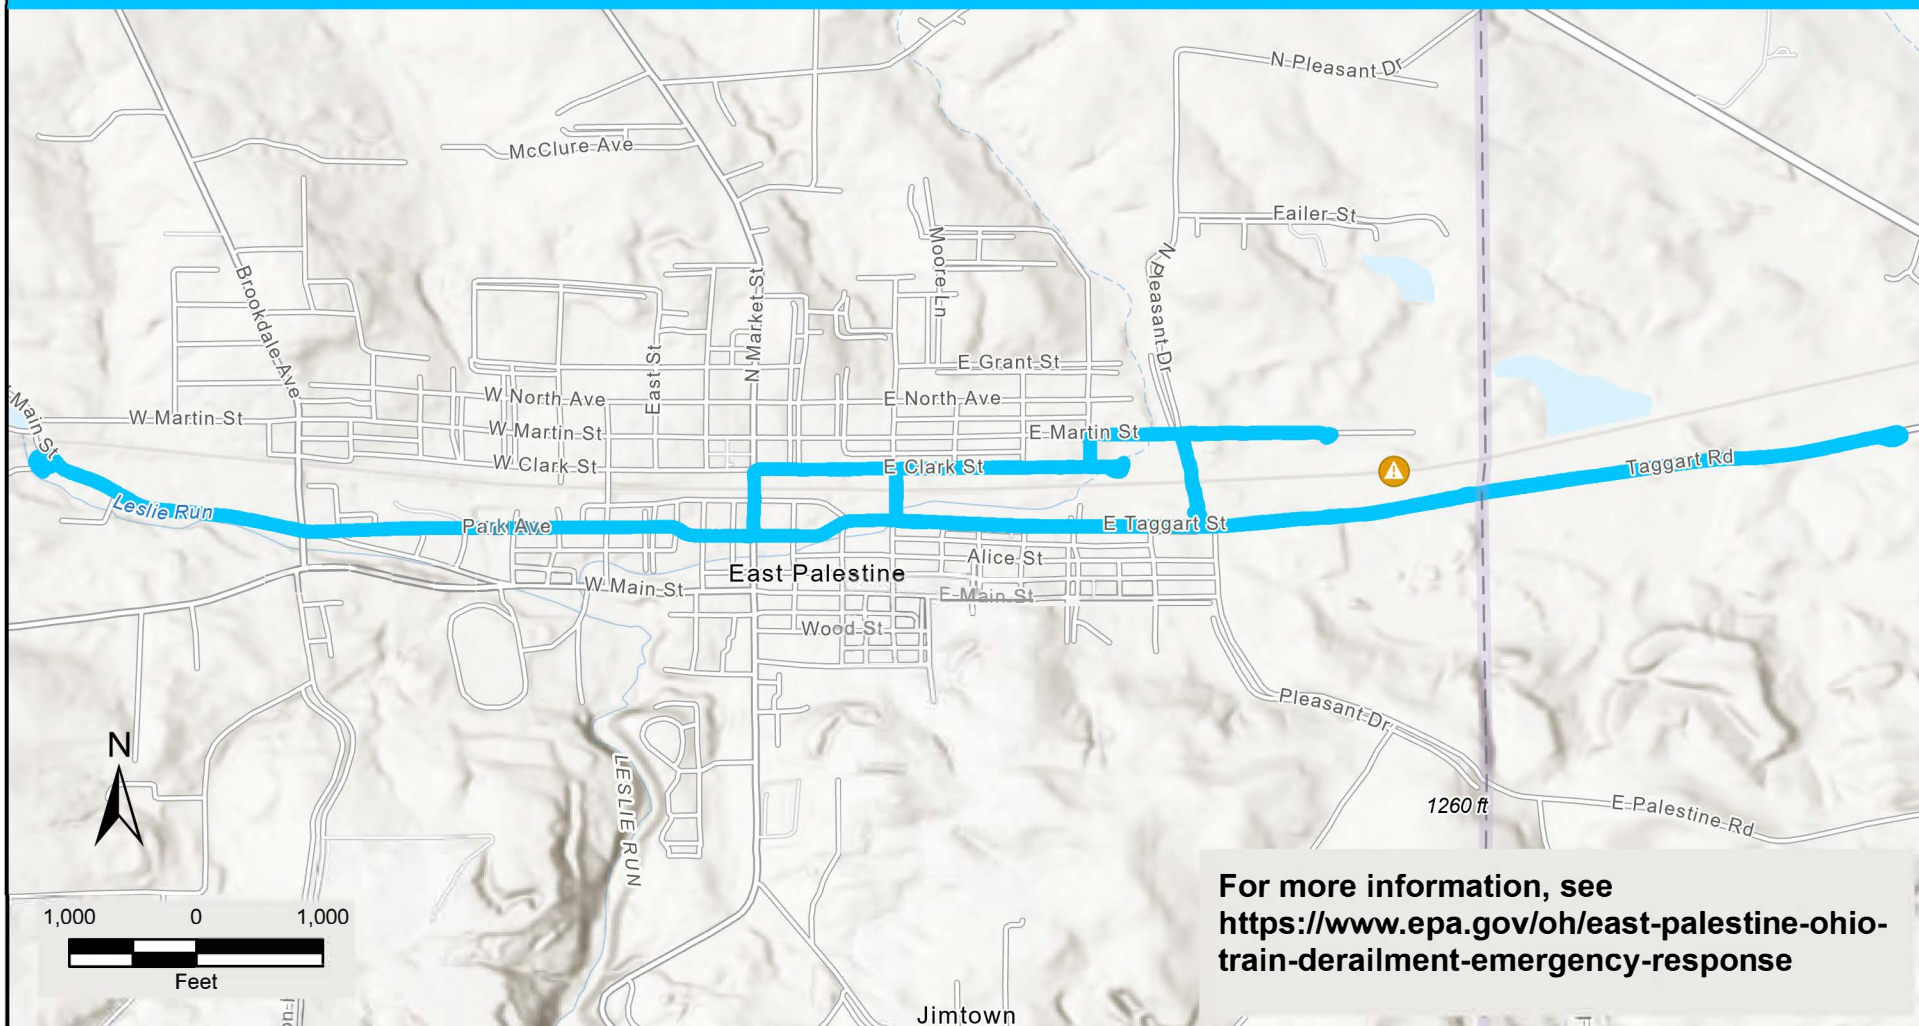 N Pleasant Dr
McClure Ave
Failer St
Moore Ln
N Pleasant Dr
Brookdale Ave
N Market St
East St
E Grant St
W North Ave
E North Ave
Main St
W Martin St
W Martin St
E Martin St
W Clark St
E Clark St
Taggart Rd
Leslie Run
Park Ave
E Taggart St
Alice St
East Palestine
W Main St
E Main St
Wood St
Pleasant Dr
N
LESLIE RUN
1260 ft
E Palestine Rd
For more information, see
https://www.epa.gov/oh/east-palestine-ohio-
train-derailment-emergency-response
1,000 0 1,000
Feet
Jimtown